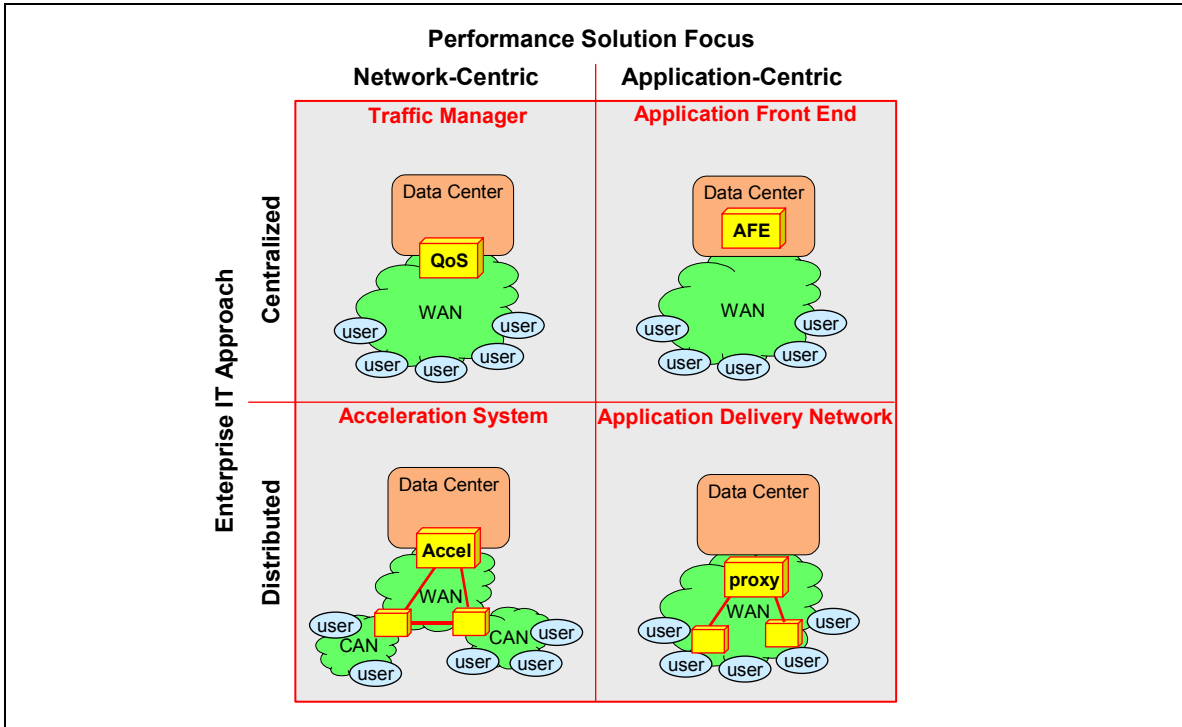 Performance Solution Focus
Network-Centric
Application-Centric
Enterprise IT Approach
Centralized
Traffic Manager
Data Center
QoS
WAN
user
user
user
user
user
Application Front End
Data Center
AFE
WAN
user
user
user
user
user
Distributed
Acceleration System
Data Center
Accel
WAN
user
CAN
user
CAN
user
user
user
Application Delivery Network
Data Center
proxy
WAN
user
user
user
user
user